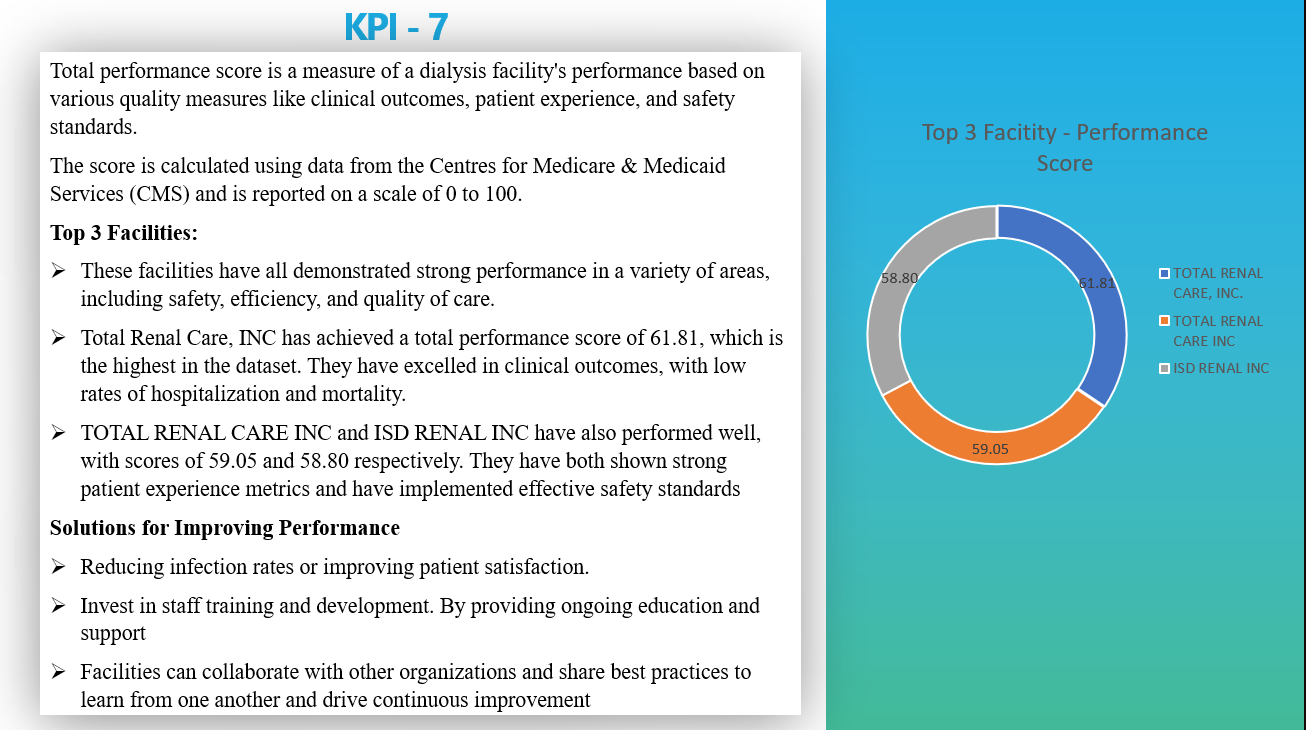 KPI - 7
Total performance score is a measure of a dialysis facility's performance based on
various quality measures like clinical outcomes, patient experience, and safety
standards.
The score is calculated using data from the Centres for Medicare & Medicaid
Services (CMS) and is reported on a scale of 0 to 100.
Top 3 Facilities:
These facilities have all demonstrated strong performance in a variety of areas,
including safety, efficiency, and quality of care.
Total Renal Care, INC has achieved a total performance score of 61.81, which is
the highest in the dataset. They have excelled in clinical outcomes, with low
rates of hospitalization and mortality.
TOTAL RENAL CARE INC and ISD RENAL INC have also performed well,
with scores of 59.05 and 58.80 respectively. They have both shown strong
patient experience metrics and have implemented effective safety standards
Solutions for Improving Performance
Reducing infection rates or improving patient satisfaction.
Invest in staff training and development. By providing ongoing education and
support
Facilities can collaborate with other organizations and share best practices to
learn from one another and drive continuous improvement
Top 3 Facitity - Performance
Score
58.80
61.81
59.05
TOTAL RENAL
CARE, INC.
TOTAL RENAL
CARE INC
ISD RENAL INC